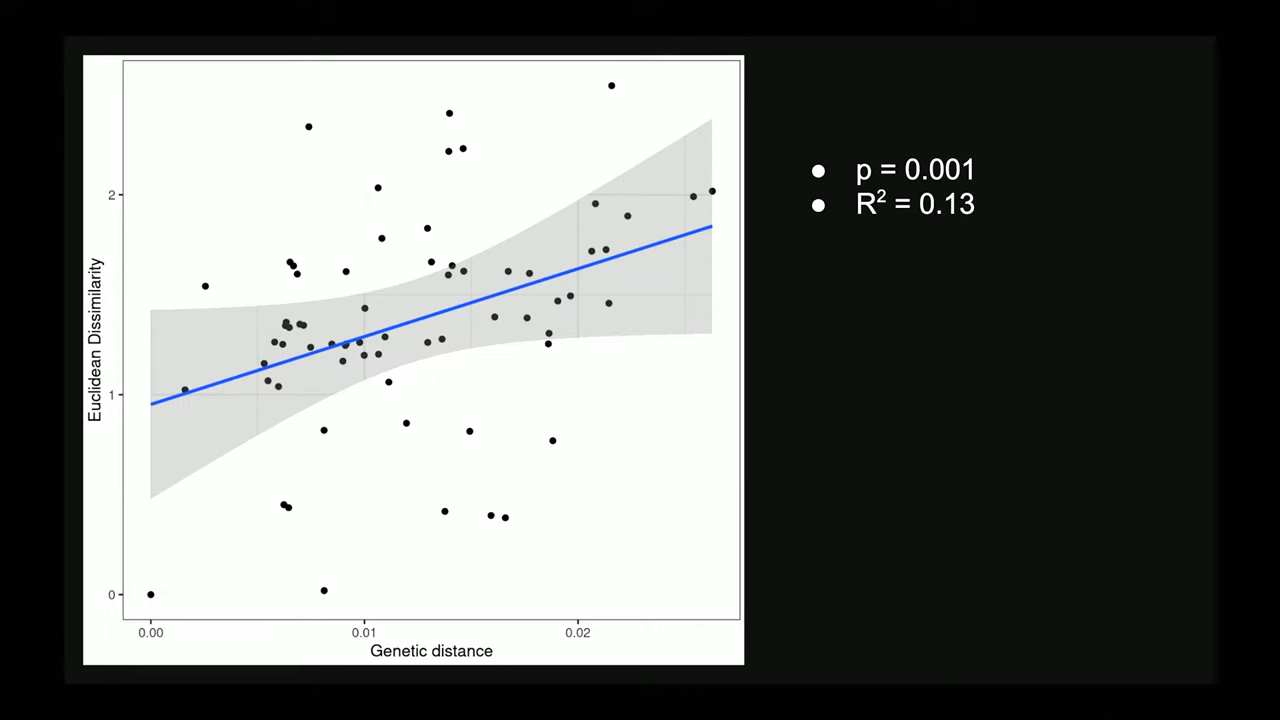 2
1
0
Euclidean Dissimilarity
0.00 0.01 0.02
Genetic distance
● p = 0.001
● R² = 0.13